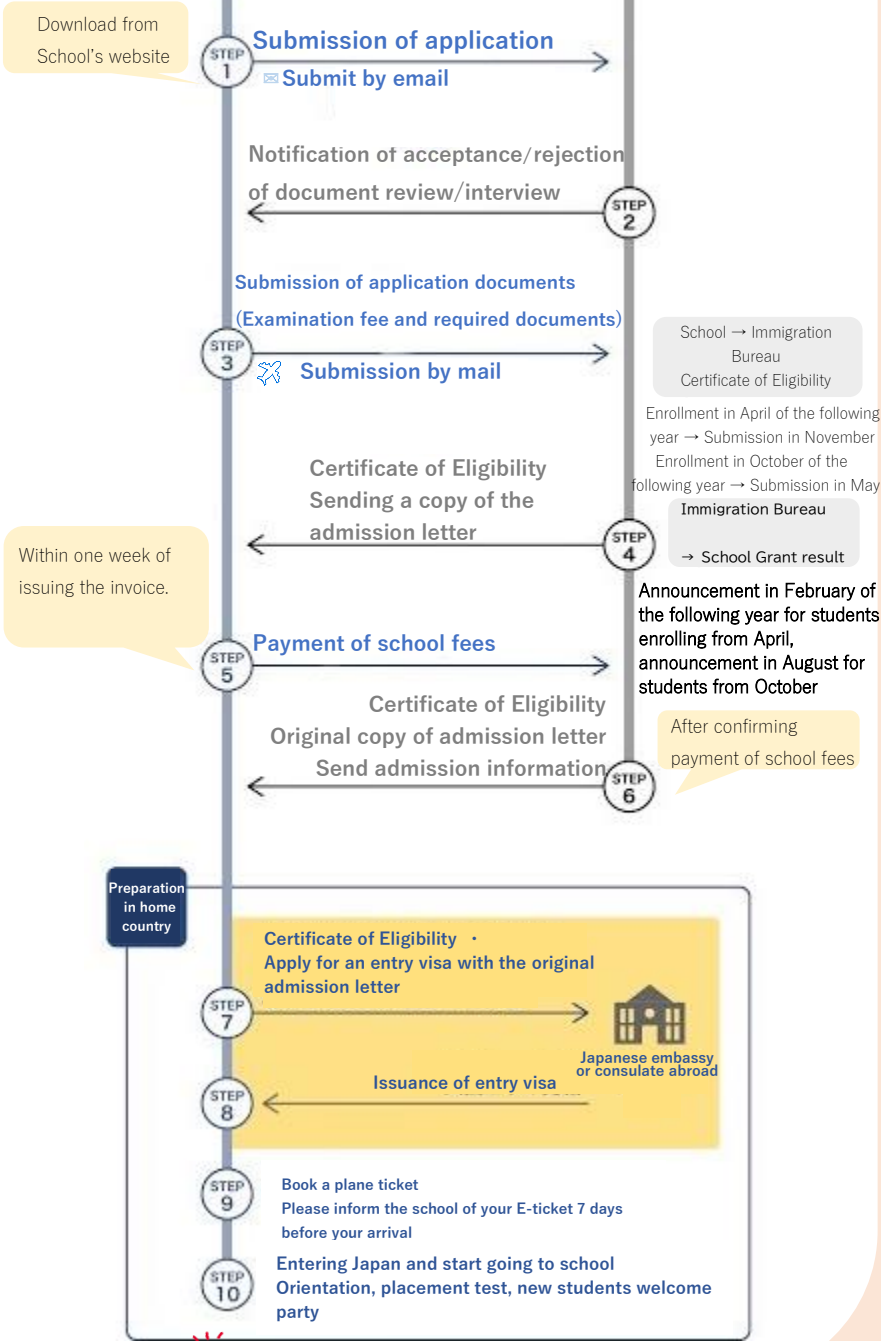 Download from
School's website
STEP
1
Submission of application
Submit by email
Notification of acceptance/rejection
of document review/interview
STEP
2
Submission of application documents
(Examination fee and required documents)
STEP
3
Submission by mail
School → Immigration
Bureau
Certificate of Eligibility
Enrollment in April of the following
year → Submission in November
Enrollment in October of the
following year → Submission in May
Certificate of Eligibility
Sending a copy of the
admission letter
STEP
4
Immigration Bureau
→ School Grant result
Announcement in February of
the following year for students
enrolling from April,
announcement in August for
students from October
Within one week of
issuing the invoice.
STEP
5
Payment of school fees
Certificate of Eligibility
Original copy of admission letter
Send admission information
STEP
6
After confirming
payment of school fees
Preparation
in home
country
Certificate of Eligibility ・
Apply for an entry visa with the original
admission letter
STEP
7
Japanese embassy
or consulate abroad
Issuance of entry visa
STEP
8
STEP
9
Book a plane ticket
Please inform the school of your E-ticket 7 days
before your arrival
STEP
10
Entering Japan and start going to school
Orientation, placement test, new students welcome
party